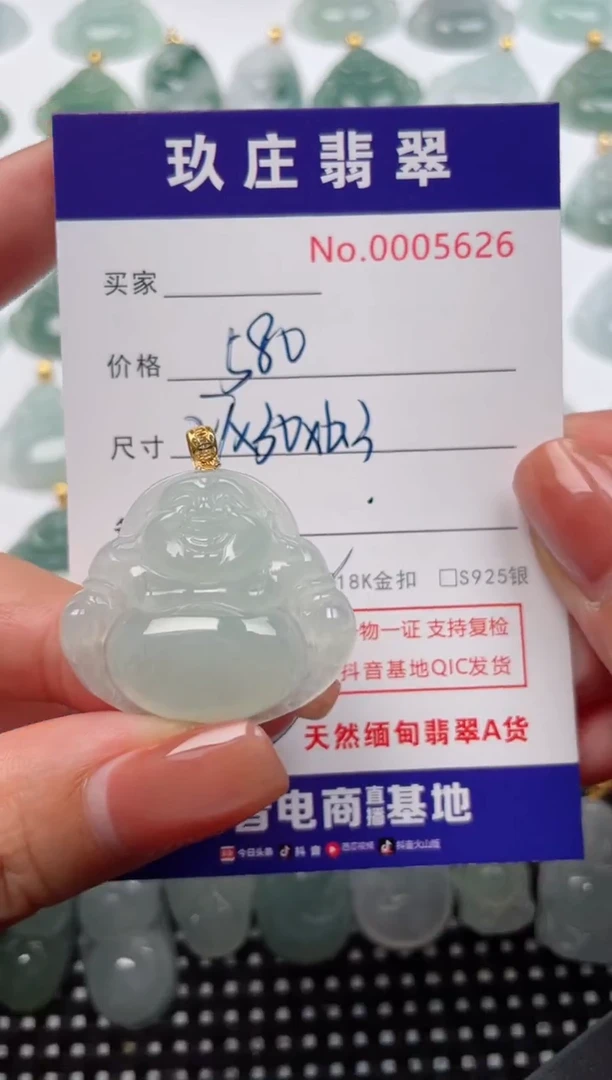 玖庄翡翠
No.0005626
买家
价格 580
尺寸
18K金扣 □S925银
物一证 支持复检
抖音基地QIC发货
天然缅甸翡翠A货
音电商直播基地
今日头条 抖音 西瓜视频 抖音火山版